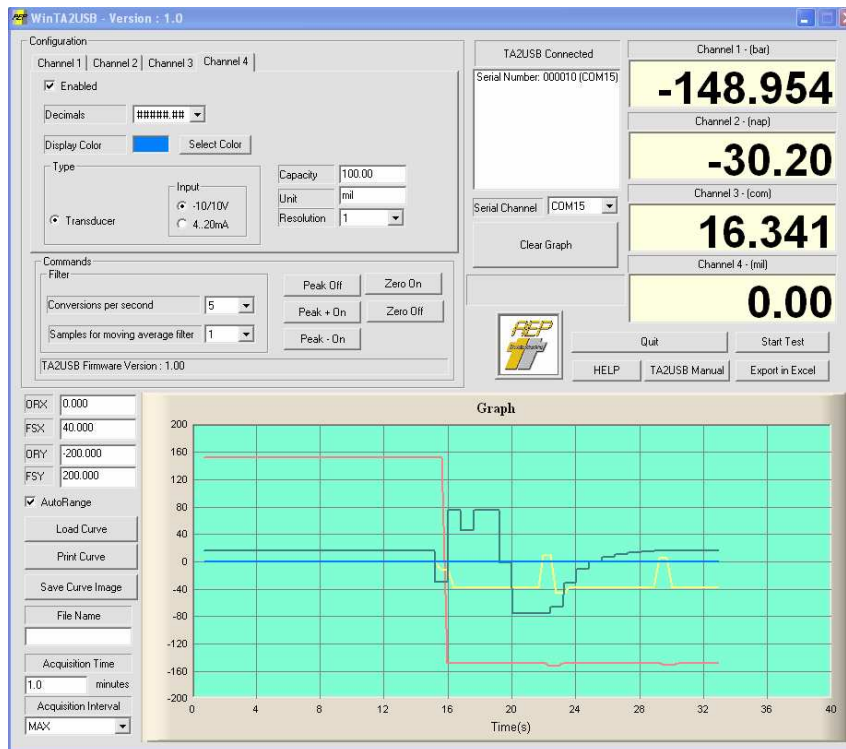 WinTA2USB - Version : 1.0
Configuration
Channel 1 Channel 2 Channel 3 Channel 4
Enabled
Decimals #####.##
Display Color Select Color
Type
Transducer
Input
-10/10V
4..20mA
Capacity 100.00
Unit mil
Resolution 1
Commands
Filter
Conversions per second 5
Samples for moving average filter 1
Peak Off Zero On
Peak + On Zero Off
Peak - On
TA2USB Firmware Version : 1.00
TA2USB Connected
Serial Number: 000010 (COM15)
Serial Channel COM15
Clear Graph
Channel 1 - (bar)
-148.954
Channel 2 - (nap)
-30.20
Channel 3 - (com)
16.341
Channel 4 - (mil)
0.00
AEP
Quit Start Test
HELP TA2USB Manual Export in Excel
ORX 0.000
FSX 40.000
ORY -200.000
FSY 200.000
AutoRange
Load Curve
Print Curve
Save Curve Image
File Name
Acquisition Time
1.0 minutes
Acquisition Interval
MAX
Graph
200
160
120
80
40
0
-40
-80
-120
-160
-200
0 4 8 12 16 20 24 28 32 36 40
Time(s)